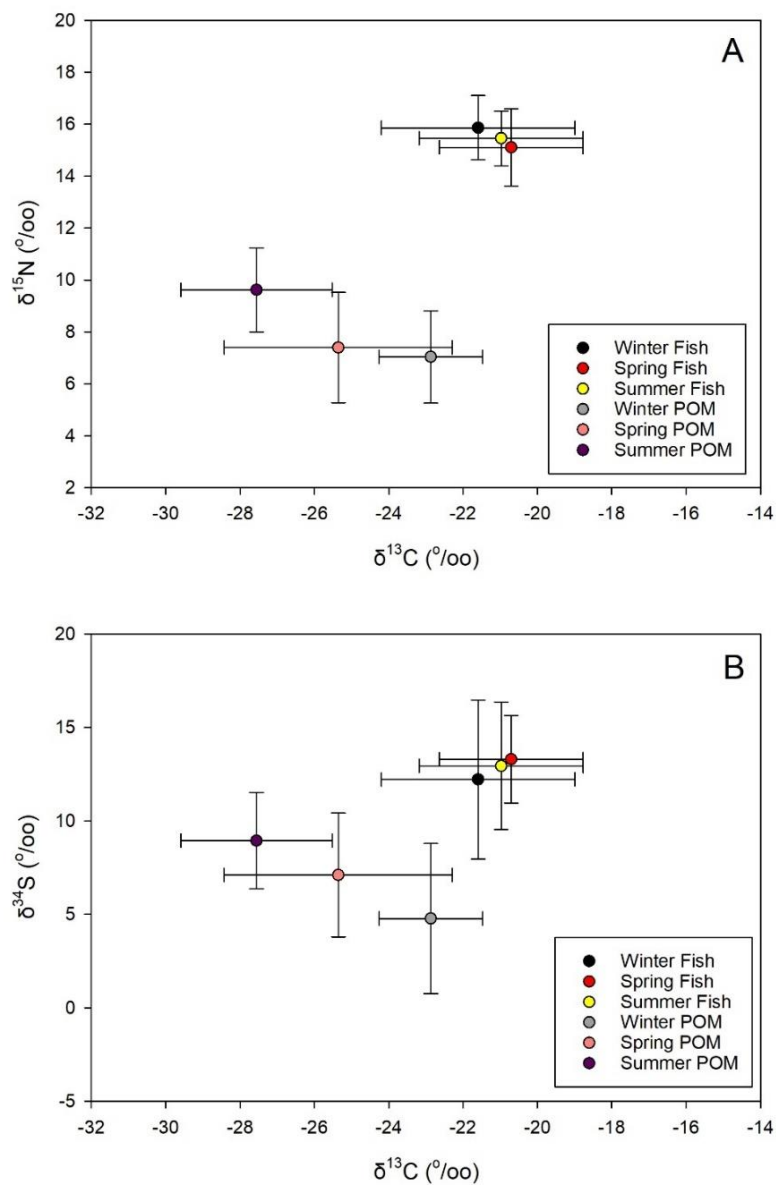 A
20
18
16
14
12
10
8
6
4
2
δ15N (o/oo)
Winter Fish
Spring Fish
Summer Fish
Winter POM
Spring POM
Summer POM
-32 -30 -28 -26 -24 -22 -20 -18 -16 -14
δ13C (o/oo)
B
20
15
10
5
0
-5
δ34S (o/oo)
Winter Fish
Spring Fish
Summer Fish
Winter POM
Spring POM
Summer POM
-32 -30 -28 -26 -24 -22 -20 -18 -16 -14
δ13C (o/oo)